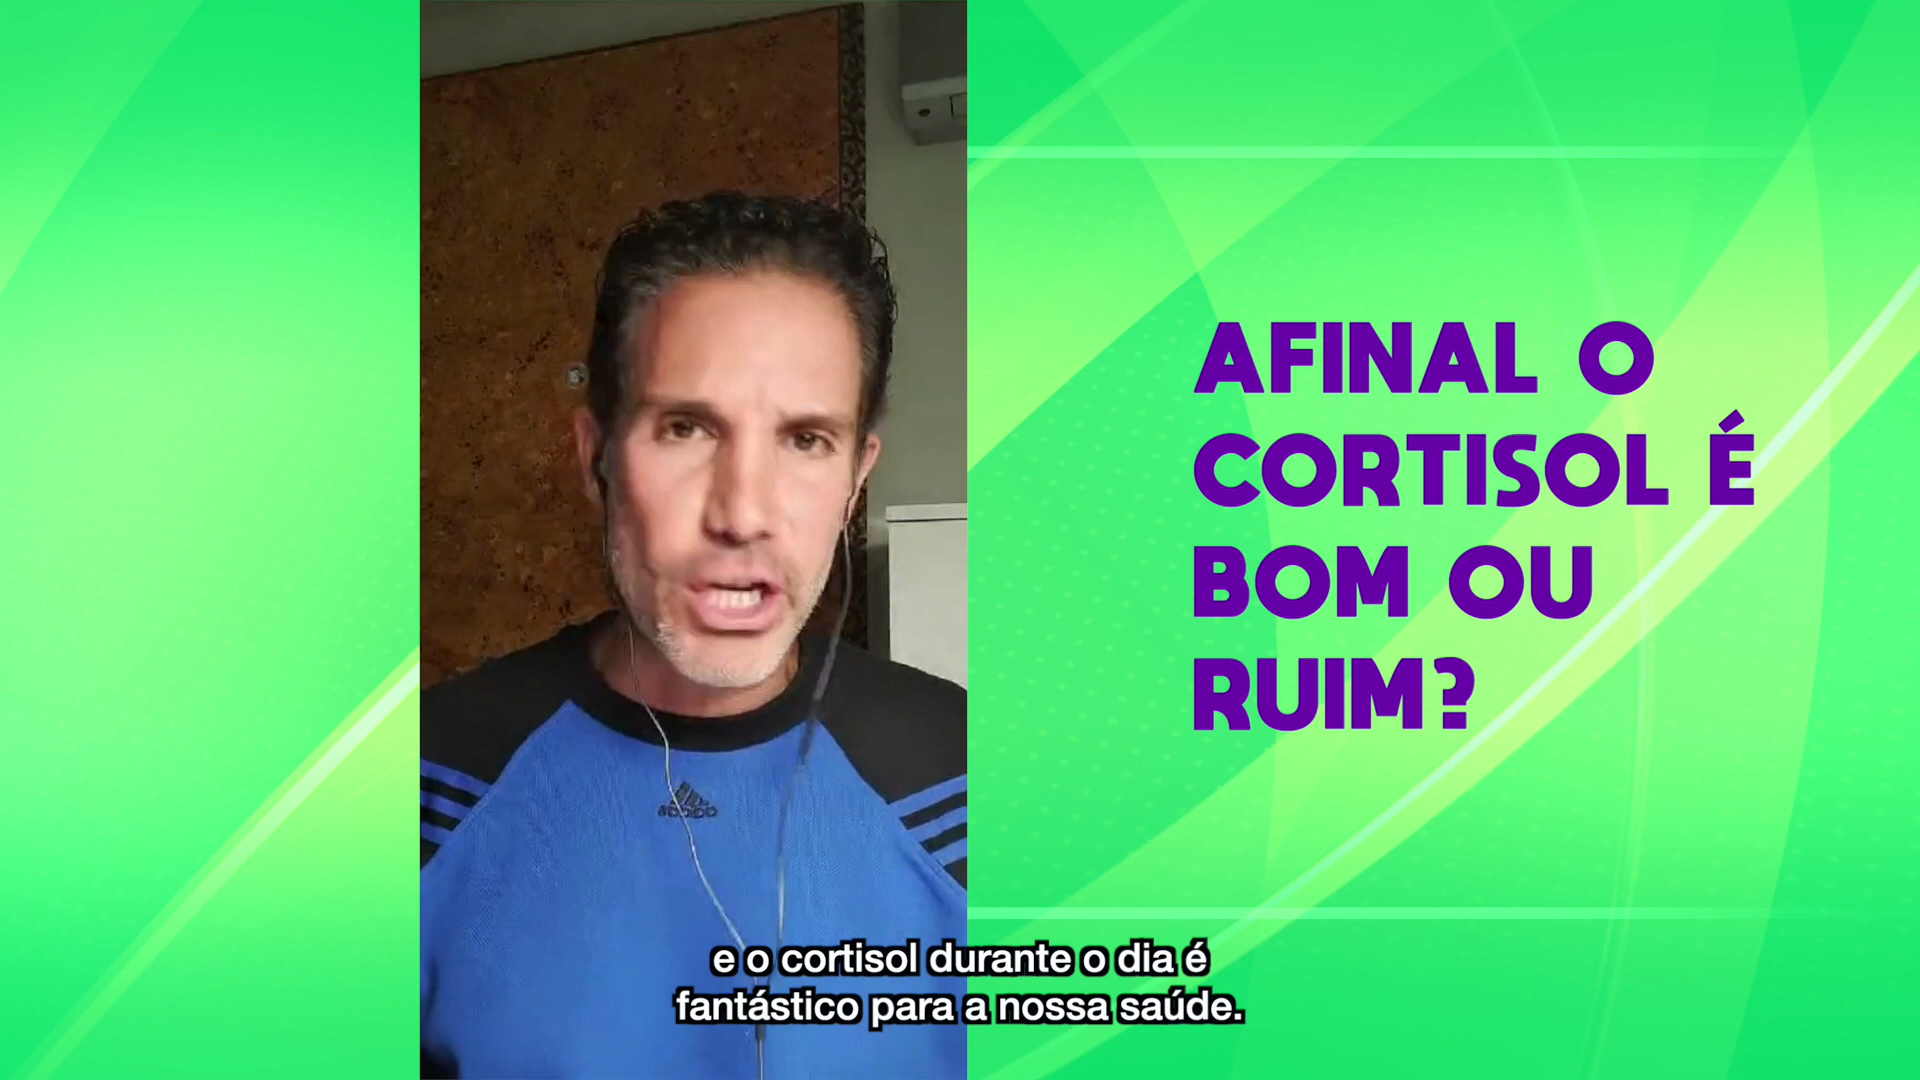 AFINAL O
CORTISOL É
BOM OU
RUIM?
adidas
e o cortisol durante o dia é
fantástico para a nossa saúde.